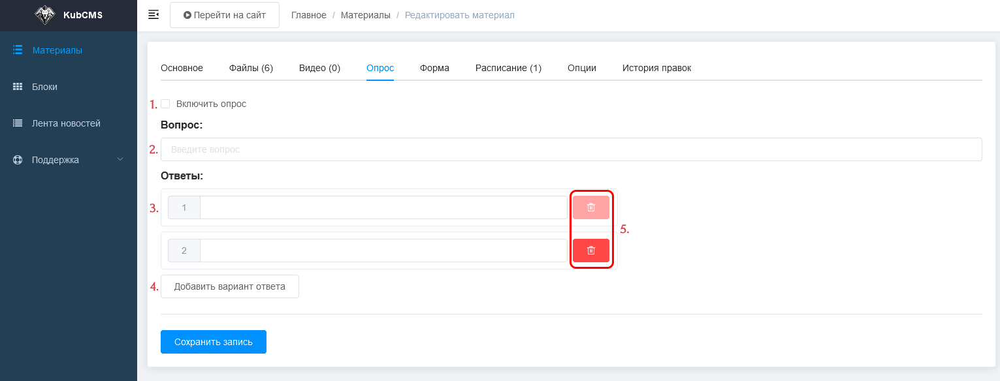 KubCMS
Перейти на сайт
Главное / Материалы / Редактировать материал
Материалы
Блоки
Лента новостей
Поддержка
Основное Файлы (6) Видео (0) Опрос Форма Расписание (1) Опции История правок
1. Включить опрос
Вопрос:
2. Введите вопрос
Ответы:
3. 1
2
5.
4. Добавить вариант ответа
Сохранить запись